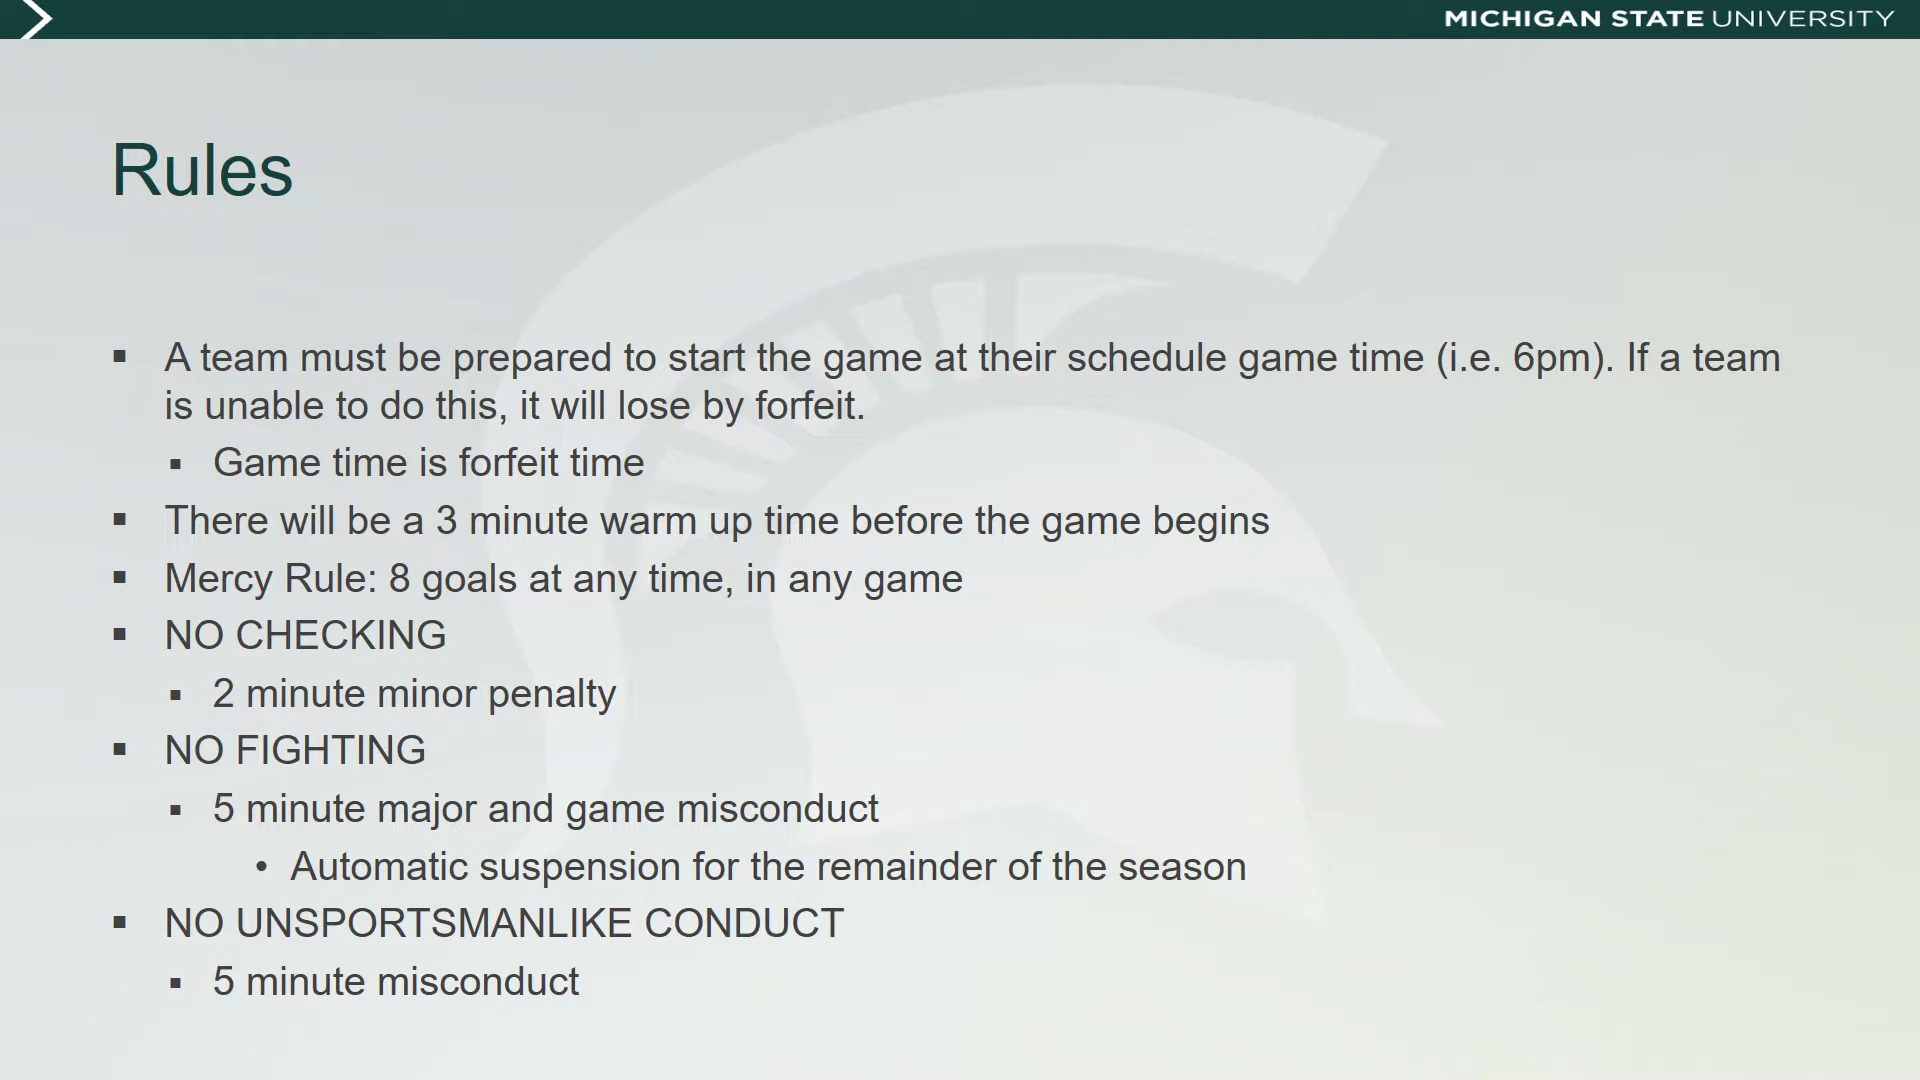 MICHIGAN STATE UNIVERSITY
Rules
▪ A team must be prepared to start the game at their schedule game time (i.e. 6pm). If a team
is unable to do this, it will lose by forfeit.
▪ Game time is forfeit time
▪ There will be a 3 minute warm up time before the game begins
▪ Mercy Rule: 8 goals at any time, in any game
▪ NO CHECKING
▪ 2 minute minor penalty
▪ NO FIGHTING
▪ 5 minute major and game misconduct
• Automatic suspension for the remainder of the season
▪ NO UNSPORTSMANLIKE CONDUCT
▪ 5 minute misconduct